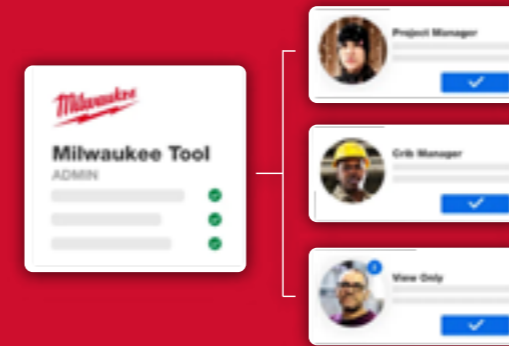 Milwaukee
Milwaukee Tool
ADMIN
Project Manager
Crib Manager
View Only